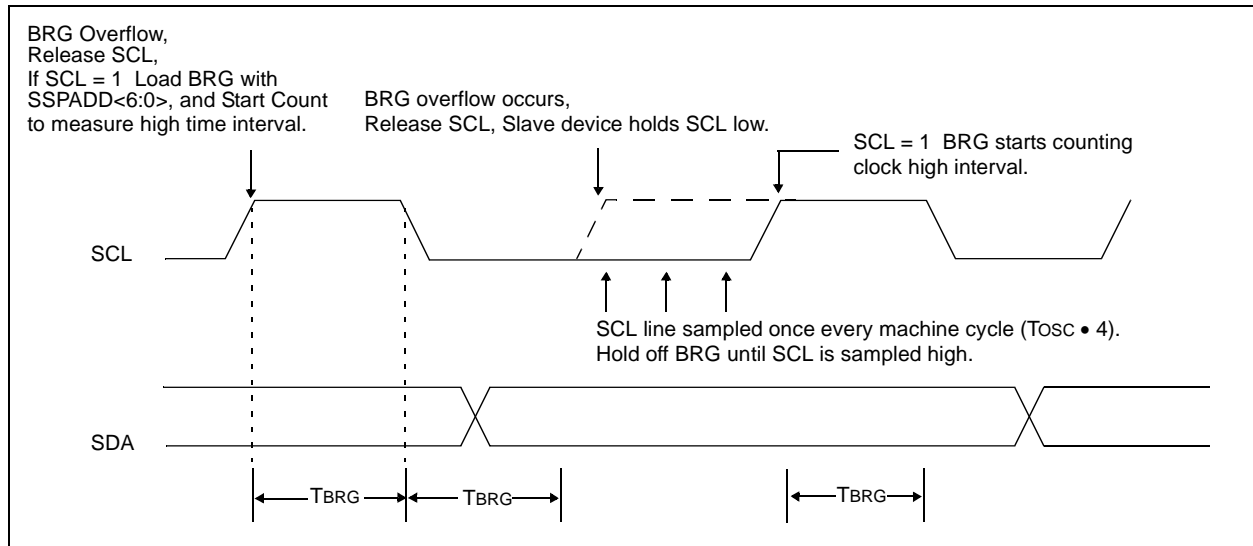 BRG Overflow,
Release SCL,
If SCL = 1 Load BRG with
SSPADD<6:0>, and Start Count
to measure high time interval.
BRG overflow occurs,
Release SCL, Slave device holds SCL low.
SCL = 1 BRG starts counting
clock high interval.
SCL
SCL line sampled once every machine cycle (TOSC • 4).
Hold off BRG until SCL is sampled high.
SDA
TBRG
TBRG
TBRG